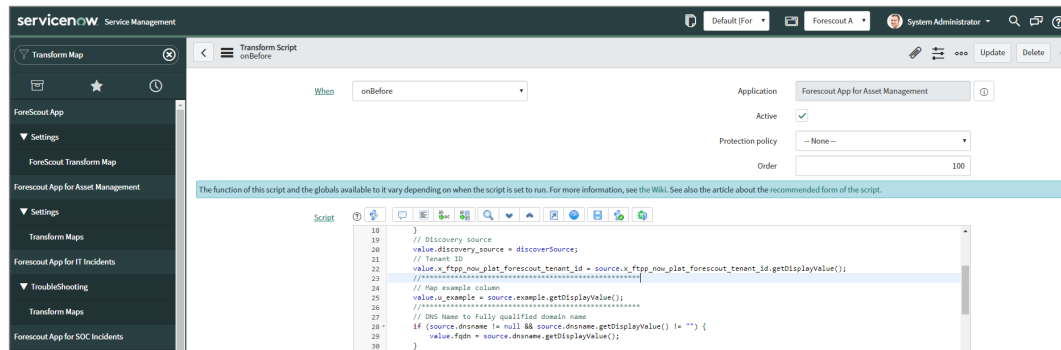 servicenow Service Management
Default [For
Forescout A
System Administrator
Transform Map
Transform Script
onBefore
Update
Delete
When
onBefore
Application
Forescout App for Asset Management
Active
Protection policy
-- None --
Order
100
The function of this script and the globals available to it vary depending on when the script is set to run. For more information, see the Wiki. See also the article about the recommended form of the script.
Script
ForeScout App
Settings
ForeScout Transform Map
Forescout App for Asset Management
Settings
Transform Maps
Forescout App for IT Incidents
TroubleShooting
Transform Maps
Forescout App for SOC Incidents
18 }
19 // Discovery source
20 value.discovery_source = discoverSource;
21 // Tenant ID
22 value.x_ftpp_now_plat_forescout_tenant_id = source.x_ftpp_now_plat_forescout_tenant_id.getDisplayValue();
23 //****************************************************
24 // Map example column
25 value.u_example = source.example.getDisplayValue();
26 //****************************************************
27 // DNS Name to Fully qualified domain name
28 if (source.dnsname != null && source.dnsname.getDisplayValue() != "") {
29 value.fqdn = source.dnsname.getDisplayValue();
30 }